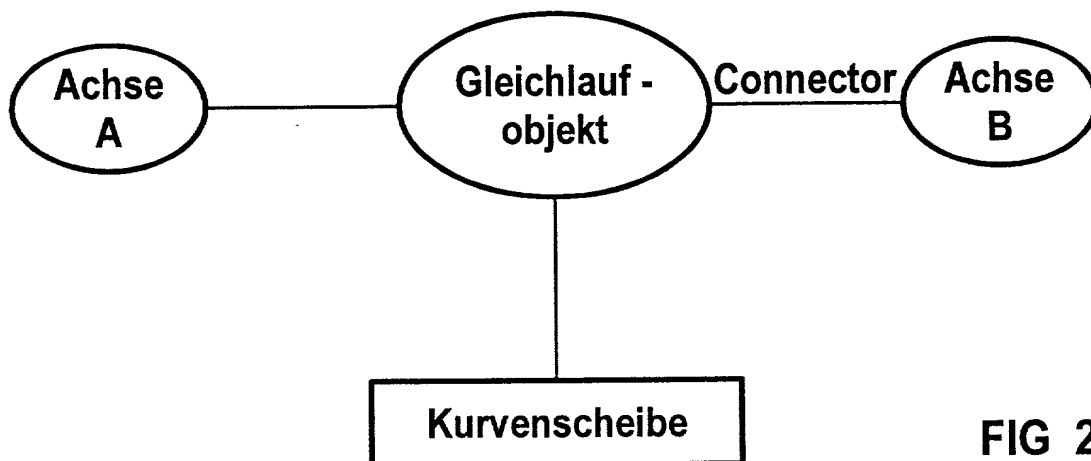 Achse
A
Gleichlauf -
objekt
Connector
Achse
B
Kurvenscheibe
FIG 2